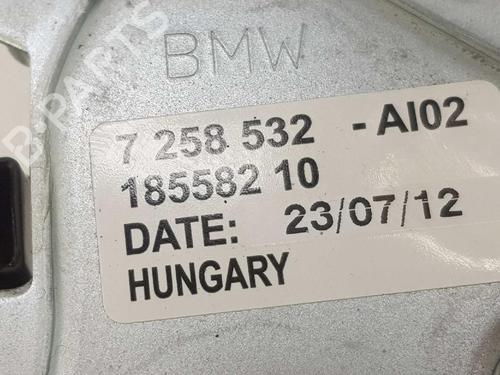 BMW
B-PARTS
7 258 532 - AI02
185582 10
DATE: 23/07/12
HUNGARY